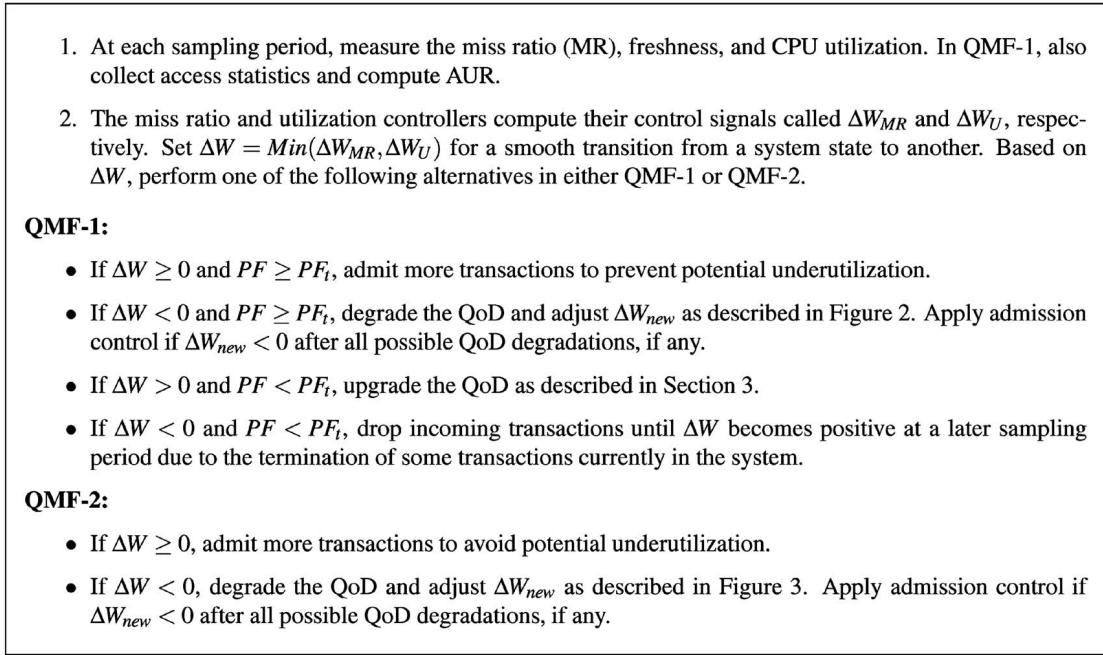 1. At each sampling period, measure the miss ratio (MR), freshness, and CPU utilization. In QMF-1, also
collect access statistics and compute AUR.
2. The miss ratio and utilization controllers compute their control signals called ΔW_MR and ΔW_U, respec-
tively. Set ΔW = Min(ΔW_MR, ΔW_U) for a smooth transition from a system state to another. Based on
ΔW, perform one of the following alternatives in either QMF-1 or QMF-2.
QMF-1:
• If ΔW ≥ 0 and PF ≥ PF_t, admit more transactions to prevent potential underutilization.
• If ΔW < 0 and PF ≥ PF_t, degrade the QoD and adjust ΔW_new as described in Figure 2. Apply admission
control if ΔW_new < 0 after all possible QoD degradations, if any.
• If ΔW > 0 and PF < PF_t, upgrade the QoD as described in Section 3.
• If ΔW < 0 and PF < PF_t, drop incoming transactions until ΔW becomes positive at a later sampling
period due to the termination of some transactions currently in the system.
QMF-2:
• If ΔW ≥ 0, admit more transactions to avoid potential underutilization.
• If ΔW < 0, degrade the QoD and adjust ΔW_new as described in Figure 3. Apply admission control if
ΔW_new < 0 after all possible QoD degradations, if any.